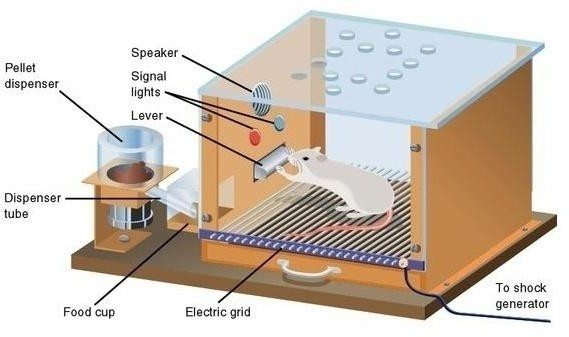 Speaker
Pellet
dispenser
Signal
lights
Lever
Dispenser
tube
Food cup
Electric grid
To shock
generator